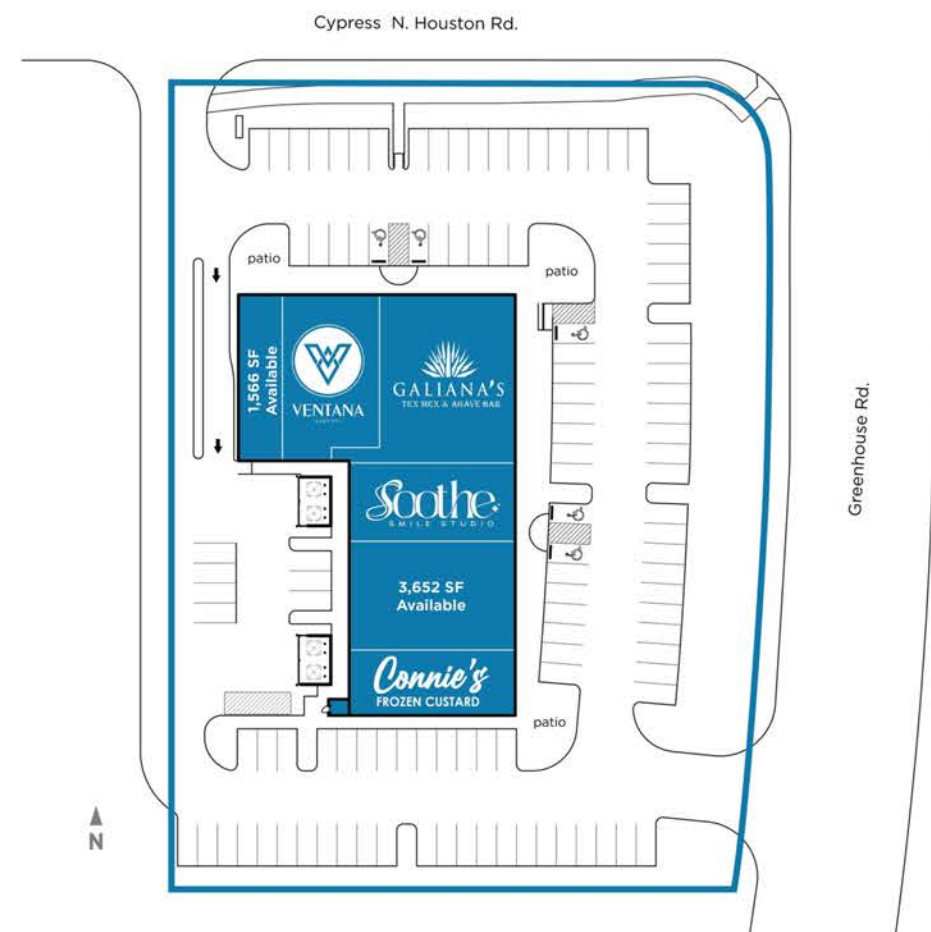 Cypress N. Houston Rd.
patio
patio
1,566 SF
Available
VENTANA
GALIANA'S
TEX MEX & AGAVE BAR
Soothe
SMILE STUDIO
Greenhouse Rd.
3,652 SF
Available
Connie's
FROZEN CUSTARD
patio
N